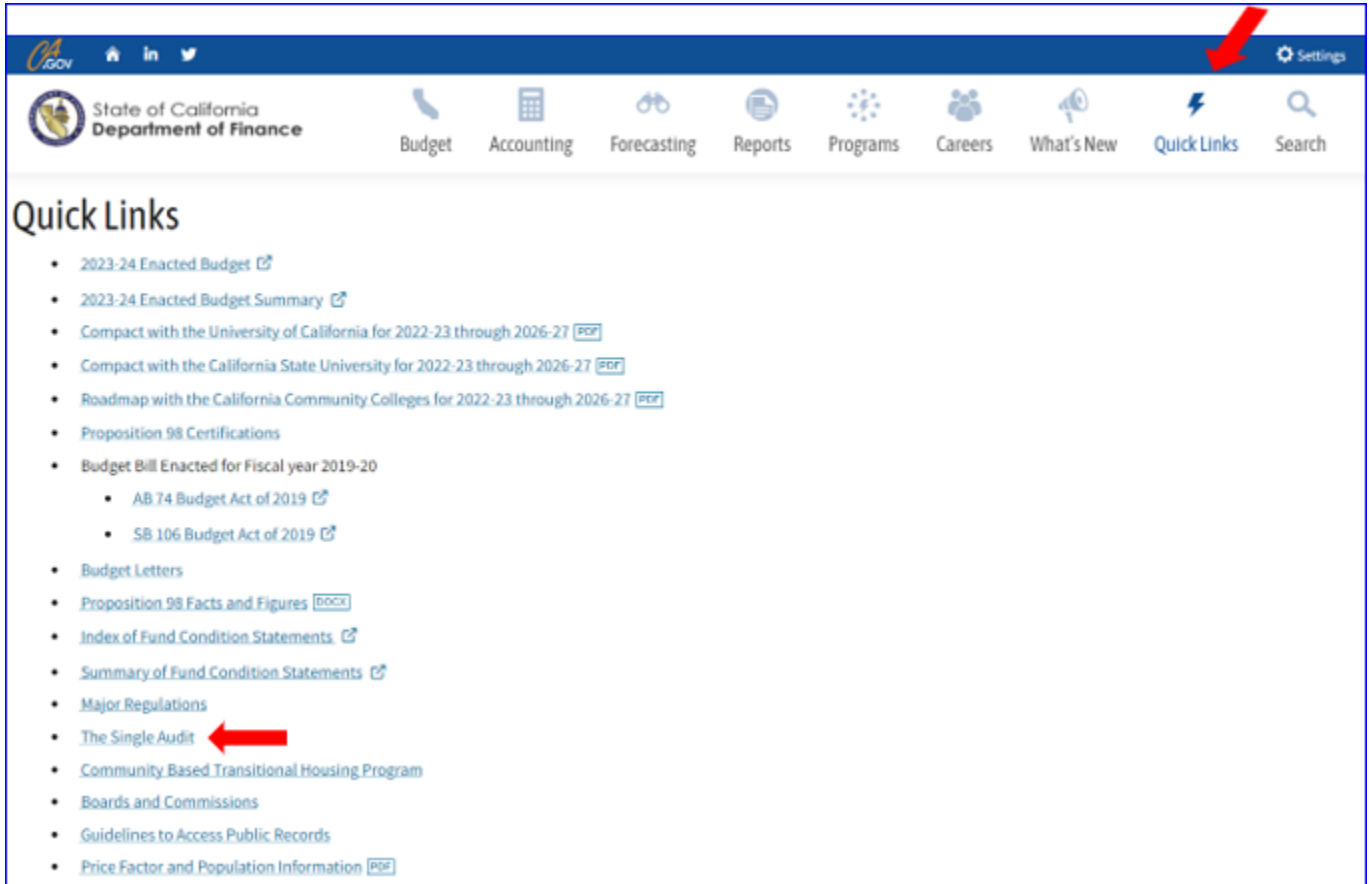 CA.GOV
Settings
State of California
Department of Finance
Budget
Accounting
Forecasting
Reports
Programs
Careers
What's New
Quick Links
Search
Quick Links
2023-24 Enacted Budget
2023-24 Enacted Budget Summary
Compact with the University of California for 2022-23 through 2026-27 PDF
Compact with the California State University for 2022-23 through 2026-27 PDF
Roadmap with the California Community Colleges for 2022-23 through 2026-27 PDF
Proposition 98 Certifications
Budget Bill Enacted for Fiscal year 2019-20
AB 74 Budget Act of 2019
SB 106 Budget Act of 2019
Budget Letters
Proposition 98 Facts and Figures DOCX
Index of Fund Condition Statements
Summary of Fund Condition Statements
Major Regulations
The Single Audit
Community Based Transitional Housing Program
Boards and Commissions
Guidelines to Access Public Records
Price Factor and Population Information PDF